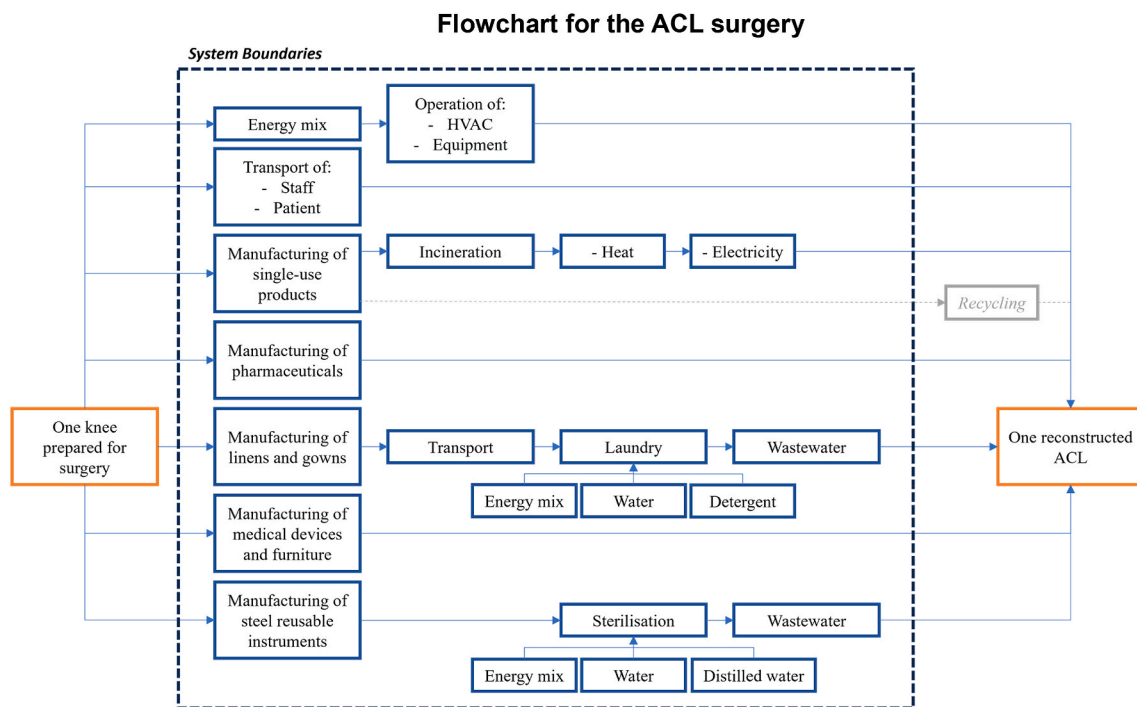 Flowchart for the ACL surgery
System Boundaries
Energy mix
Operation of:
- HVAC
- Equipment
Transport of:
- Staff
- Patient
Manufacturing of
single-use
products
Incineration
- Heat
- Electricity
Recycling
Manufacturing of
pharmaceuticals
One knee
prepared for
surgery
Manufacturing of
linens and gowns
Transport
Laundry
Wastewater
One reconstructed
ACL
Energy mix
Water
Detergent
Manufacturing of
medical devices
and furniture
Manufacturing of
steel reusable
instruments
Sterilisation
Wastewater
Energy mix
Water
Distilled water